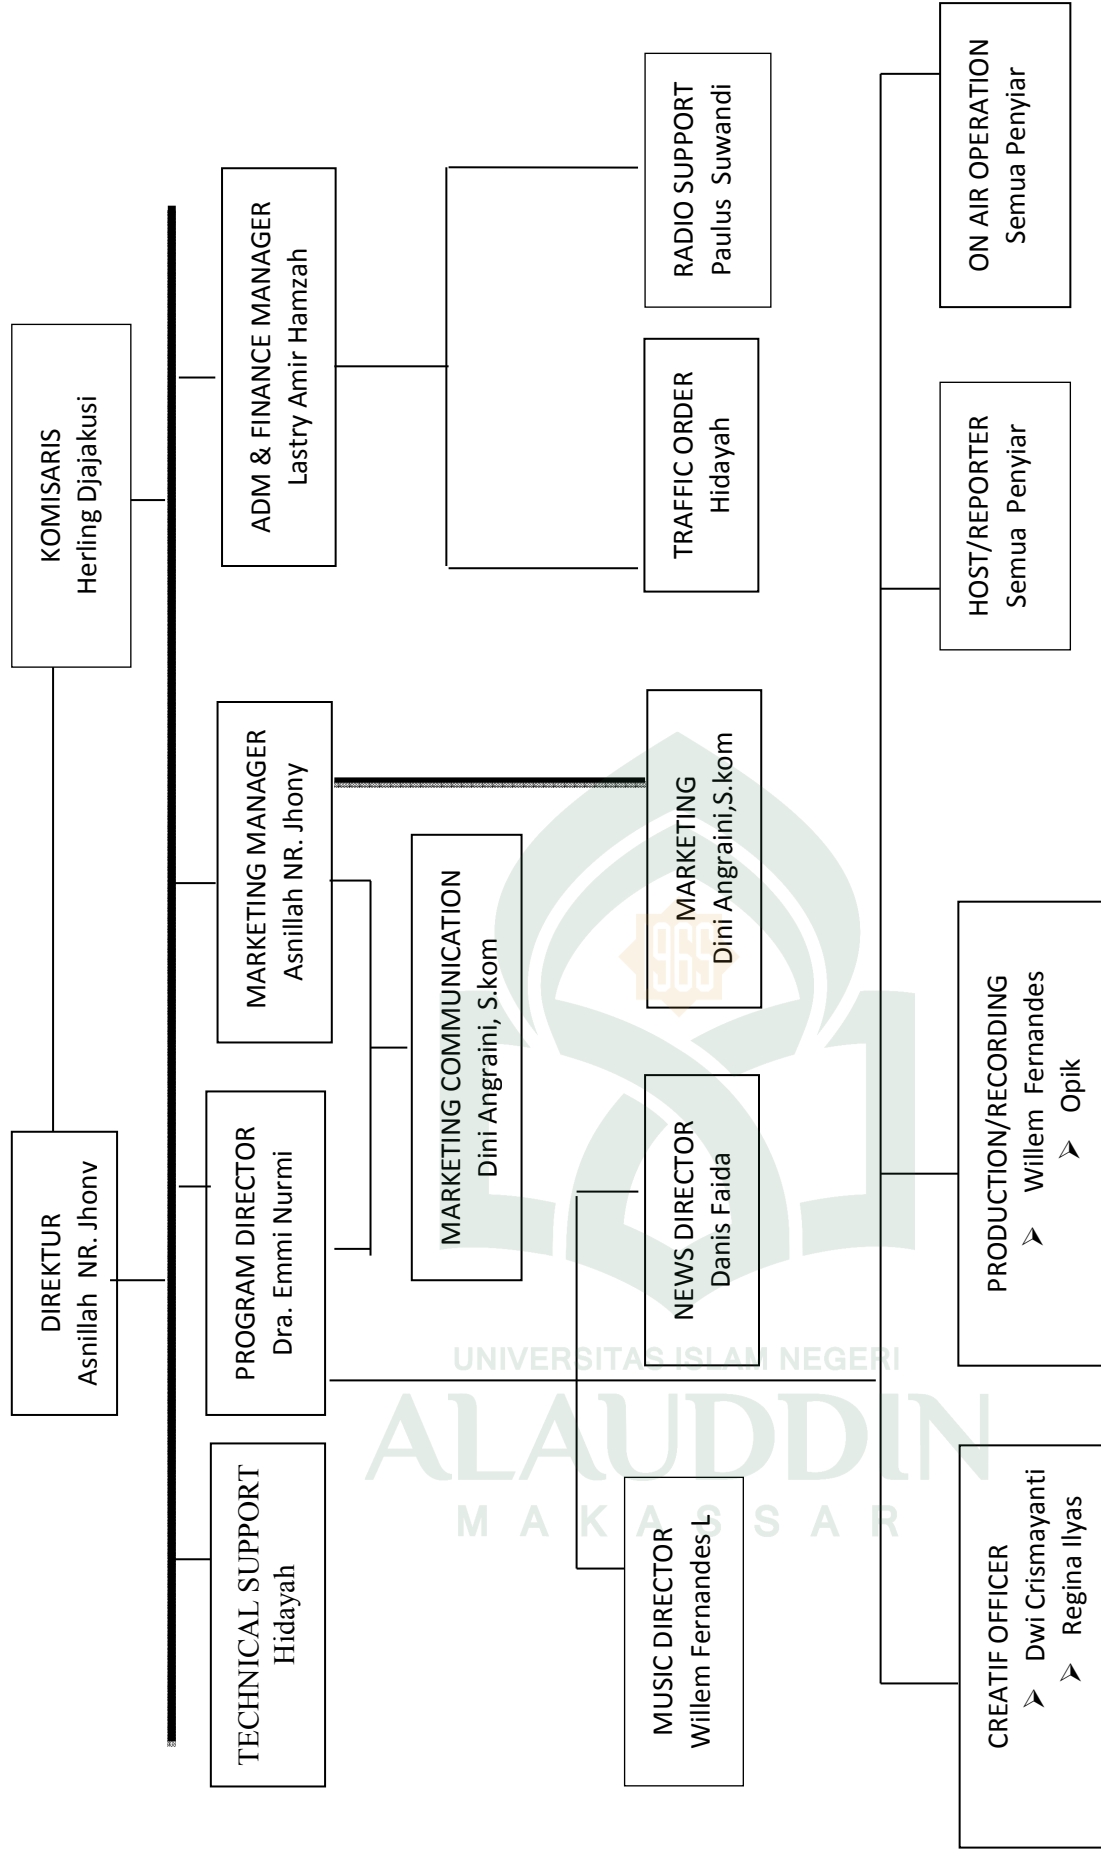 DIREKTUR
Asnillah NR. Jhonv
KOMISARIS
Herling Djajakusi
TECHNICAL SUPPORT
Hidayah
PROGRAM DIRECTOR
Dra. Emmi Nurmi
MARKETING MANAGER
Asnillah NR. Jhony
ADM & FINANCE MANAGER
Lastry Amir Hamzah
MARKETING COMMUNICATION
Dini Angraini, S.kom
MUSIC DIRECTOR
Willem Fernandes L
NEWS DIRECTOR
Danis Faida
MARKETING
Dini Angraini,S.kom
TRAFFIC ORDER
Hidayah
RADIO SUPPORT
Paulus Suwandi
CREATIF OFFICER
➢ Dwi Crismayanti
➢ Regina Ilyas
PRODUCTION/RECORDING
➢ Willem Fernandes
➢ Opik
HOST/REPORTER
Semua Penyiar
ON AIR OPERATION
Semua Penyiar
965
UNIVERSITAS ISLAM NEGERI
ALAUDDIN
MAKASSAR